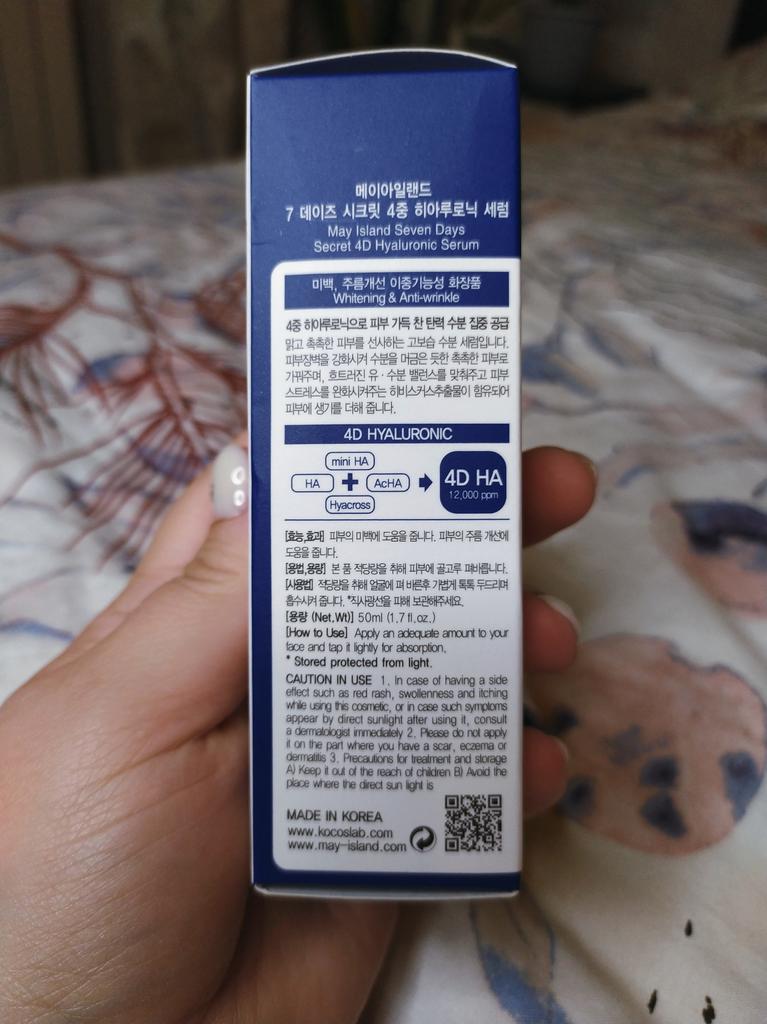 메이아일랜드
7 데이즈 시크릿 4중 히아루로닉 세럼
May Island Seven Days
Secret 4D Hyaluronic Serum
미백, 주름개선 이중기능성 화장품
Whitening & Anti-wrinkle
4중 히아루로닉으로 피부 가득 찬 탄력 수분 집중 공급
맑고 촉촉한 피부를 선사하는 고보습 수분 세럼입니다.
피부장벽을 강화시켜 수분을 머금은 듯한 촉촉한 피부로
가꿔주며, 흐트러진 유·수분 밸런스를 맞춰주고 피부
스트레스를 완화시켜주는 히비스커스추출물이 함유되어
피부에 생기를 더해 줍니다.
4D HYALURONIC
mini HA
HA + AcHA
Hyacross
4D HA
12,000 ppm
[효능,효과] 피부의 미백에 도움을 줍니다. 피부의 주름 개선에
도움을 줍니다.
[용법,용량] 본 품 적당량을 취해 피부에 골고루 펴바릅니다.
[사용법] 적당량을 취해 얼굴에 펴 바른후 가볍게 톡톡 두드리며
흡수시켜 줍니다. *직사광선을 피해 보관해주세요.
[용량 (Net.Wt)] 50ml (1.7 fl.oz.)
[How to Use] Apply an adequate amount to your
face and tap it lightly for absorption.
* Stored protected from light.
CAUTION IN USE 1. In case of having a side
effect such as red rash, swollenness and itching
while using this cosmetic, or in case such symptoms
appear by direct sunlight after using it, consult
a dermatologist immediately 2. Please do not apply
it on the part where you have a scar, eczema or
dermatitis 3. Precautions for treatment and storage
A) Keep it out of the reach of children B) Avoid the
place where the direct sun light is
MADE IN KOREA
www.kocoslab.com
www.may-island.com